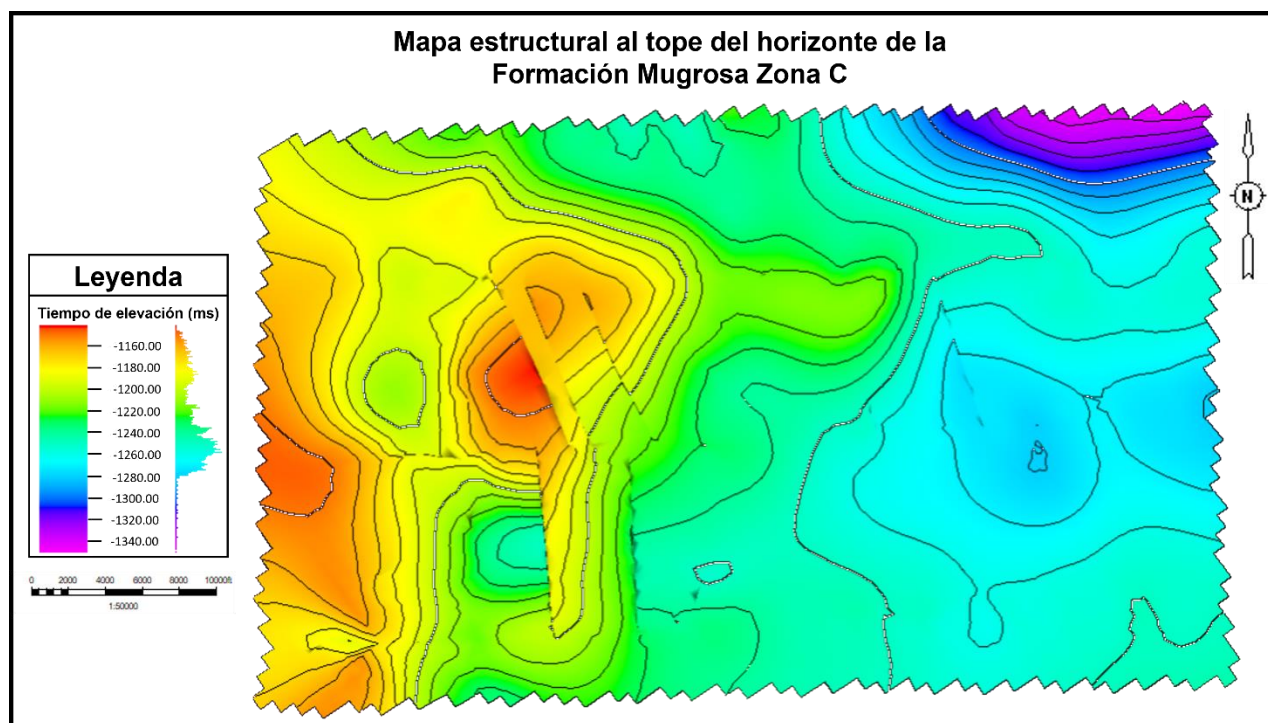 Mapa estructural al tope del horizonte de la
Formación Mugrosa Zona C
N
Leyenda
Tiempo de elevación (ms)
-1160.00
-1180.00
-1200.00
-1220.00
-1240.00
-1260.00
-1280.00
-1300.00
-1320.00
-1340.00
0 2000 4000 6000 8000 10000ft
1:50000